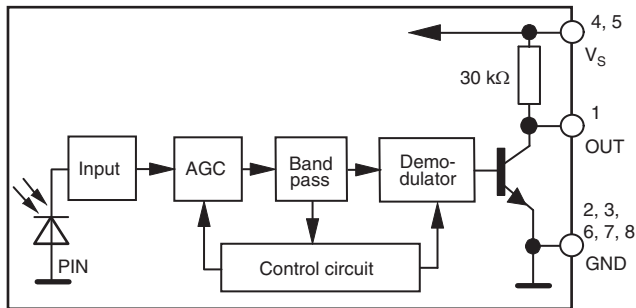 4, 5
V_S
30 kΩ
1
OUT
Input
AGC
Band
pass
Demo-
dulator
2, 3,
6, 7, 8
GND
PIN
Control circuit